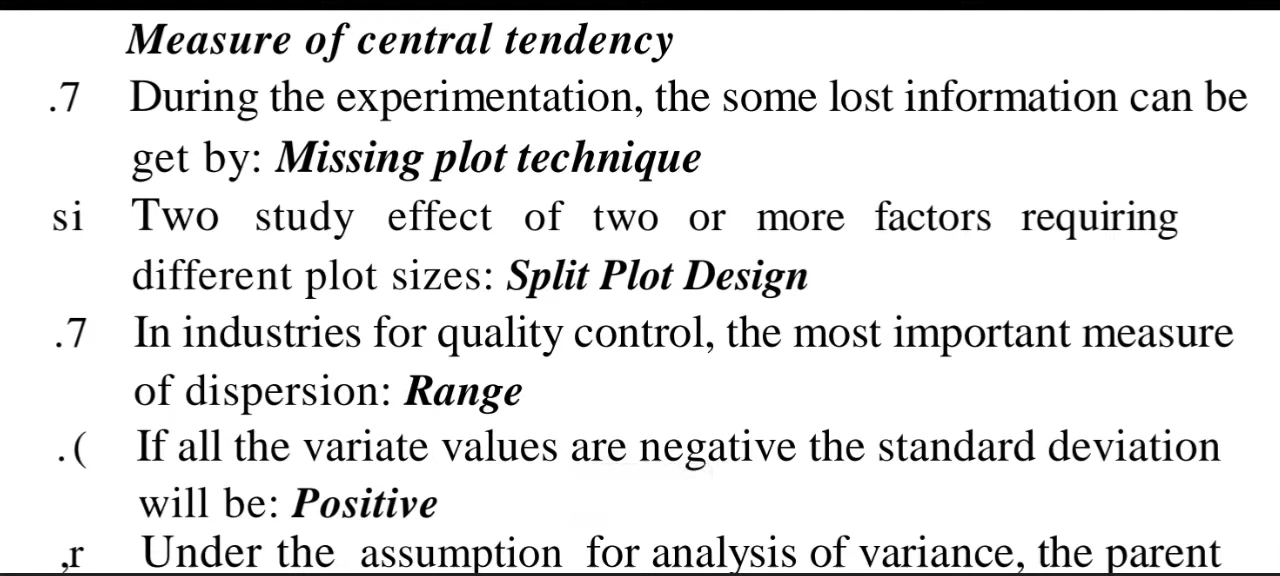 Measure of central tendency
.7 During the experimentation, the some lost information can be
get by: Missing plot technique
si Two study effect of two or more factors requiring
different plot sizes: Split Plot Design
.7 In industries for quality control, the most important measure
of dispersion: Range
.( If all the variate values are negative the standard deviation
will be: Positive
,r Under the assumption for analysis of variance, the parent